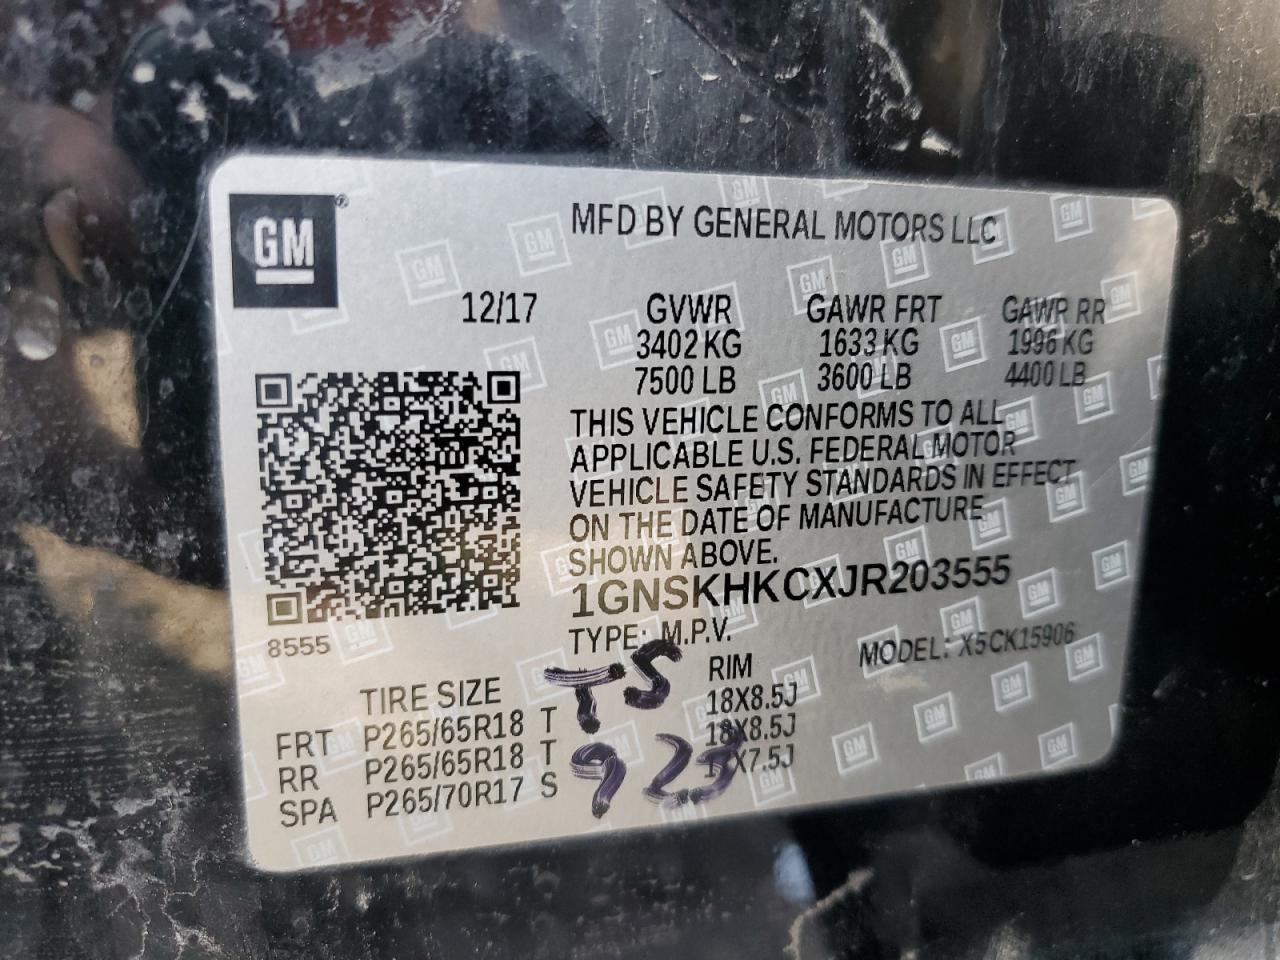 GM
MFD BY GENERAL MOTORS LLC
12/17 GVWR GAWR FRT GAWR RR
3402 KG 1633 KG 1996 KG
7500 LB 3600 LB 4400 LB
THIS VEHICLE CONFORMS TO ALL
APPLICABLE U.S. FEDERAL MOTOR
VEHICLE SAFETY STANDARDS IN EFFECT
ON THE DATE OF MANUFACTURE
SHOWN ABOVE.
1GNSKHKCXJR203555
8555
TYPE: M.P.V. MODEL: X5CK15906
TS
TIRE SIZE RIM
FRT P265/65R18 T 18X8.5J
RR P265/65R18 T 18X8.5J
SPA P265/70R17 S 17X7.5J
923